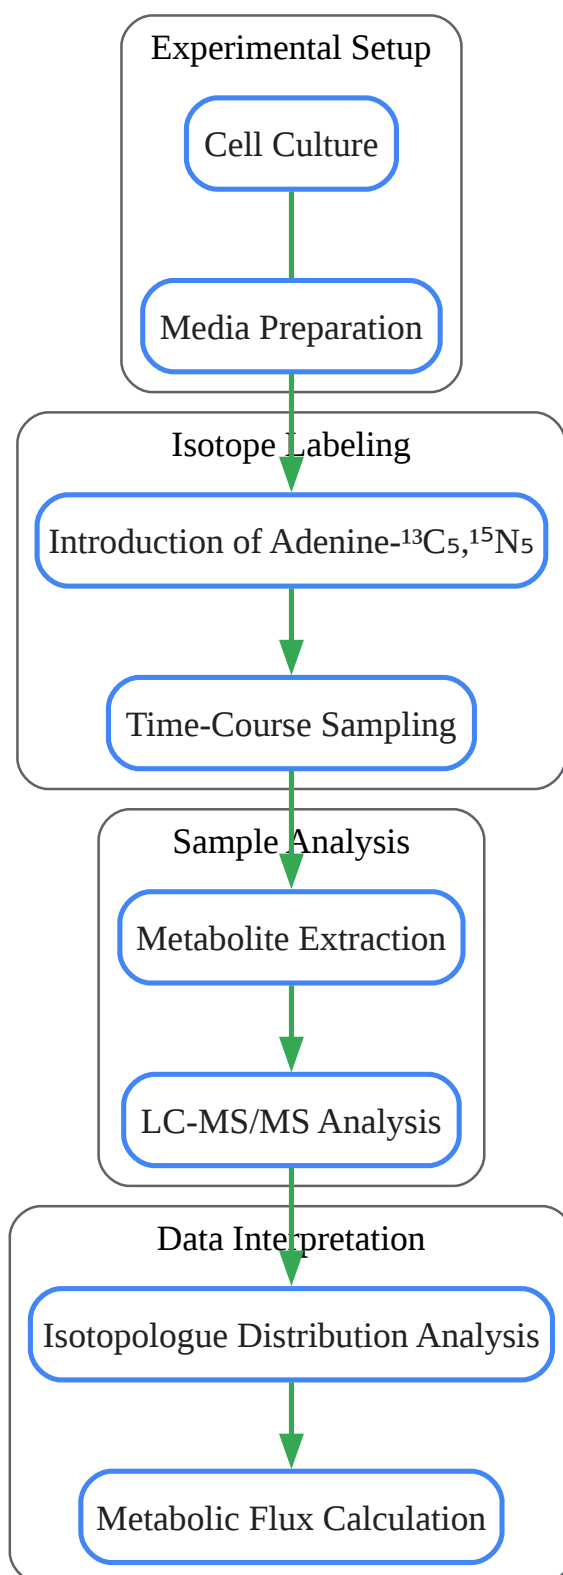 Experimental Setup
Cell Culture
Media Preparation
Isotope Labeling
Introduction of Adenine-¹³C₅,¹⁵N₅
Time-Course Sampling
Sample Analysis
Metabolite Extraction
LC-MS/MS Analysis
Data Interpretation
Isotopologue Distribution Analysis
Metabolic Flux Calculation